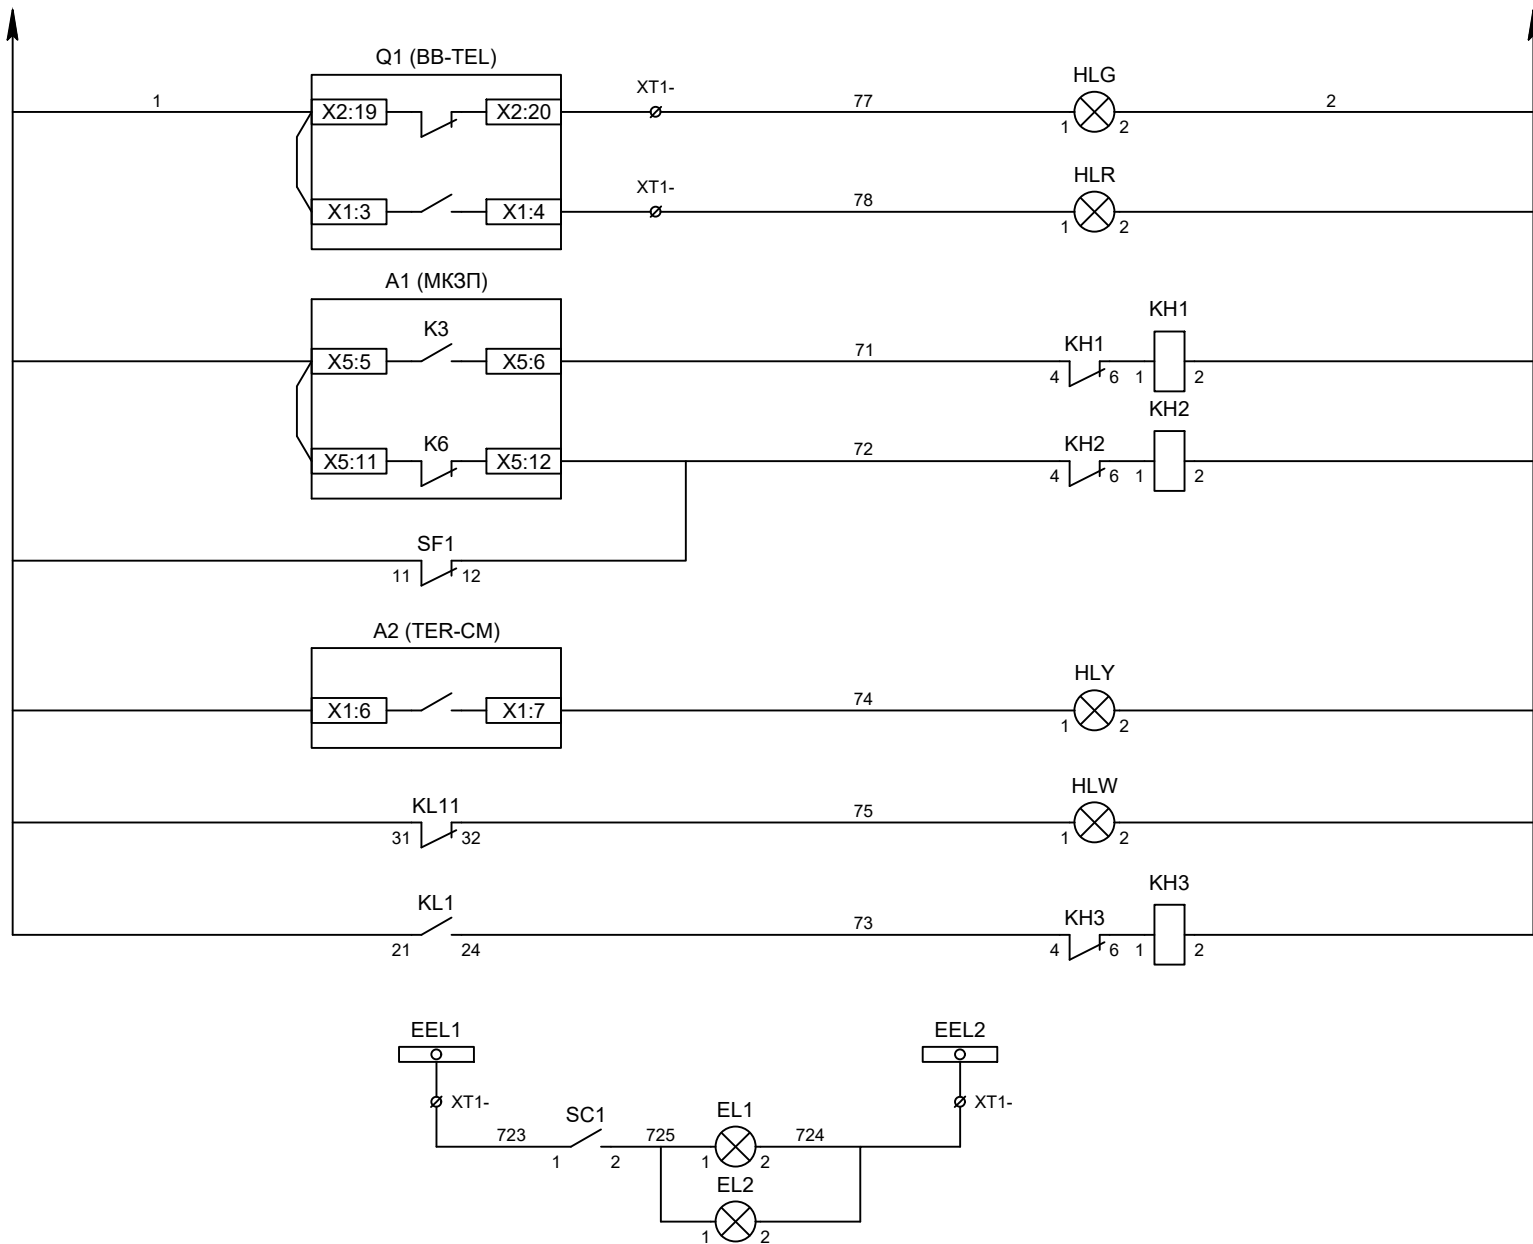 Q1 (BB-TEL)
XT1-
HLG
1
X2:19
X2:20
77
1
2
2
XT1-
HLR
X1:3
X1:4
78
1
2
A1 (МКЗП)
KH1
K3
X5:5
X5:6
71
KH1
4
6
1
2
KH2
K6
X5:11
X5:12
72
KH2
4
6
1
2
SF1
11
12
A2 (TER-CM)
HLY
X1:6
X1:7
74
1
2
HLW
KL11
75
31
32
1
2
KH3
KL1
73
KH3
21
24
4
6
1
2
EEL1
EEL2
XT1-
XT1-
SC1
EL1
723
725
724
1
2
1
2
EL2
1
2